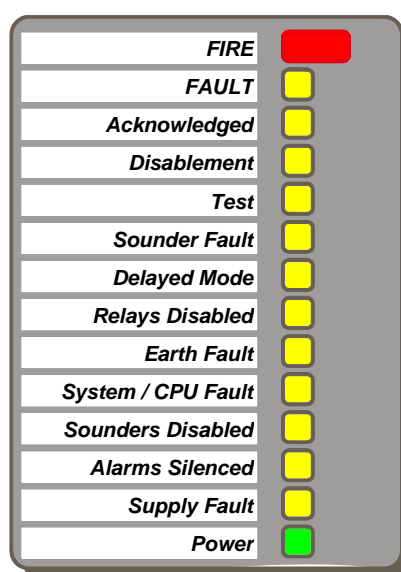 FIRE
FAULT
Acknowledged
Disablement
Test
Sounder Fault
Delayed Mode
Relays Disabled
Earth Fault
System / CPU Fault
Sounders Disabled
Alarms Silenced
Supply Fault
Power